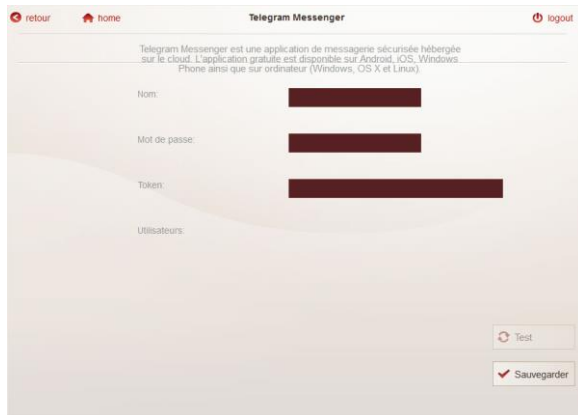 retour home Telegram Messenger logout
Telegram Messenger est une application de messagerie sécurisée hébergée
sur le cloud. L'application gratuite est disponible sur Android, iOS, Windows
Phone ainsi que sur ordinateur (Windows, OS X et Linux).
Nom:
Mot de passe:
Token:
Utilisateurs:
Test
Sauvegarder